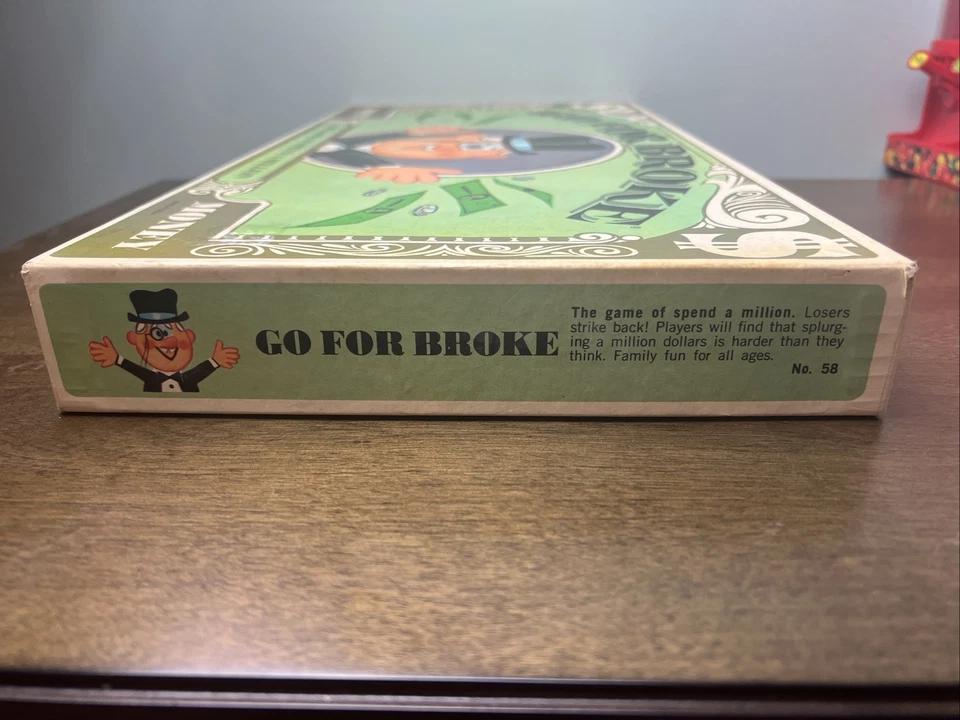 BROKE
MONEY
GO FOR BROKE
The game of spend a million. Losers
strike back! Players will find that splurg-
ing a million dollars is harder than they
think. Family fun for all ages.
No. 58